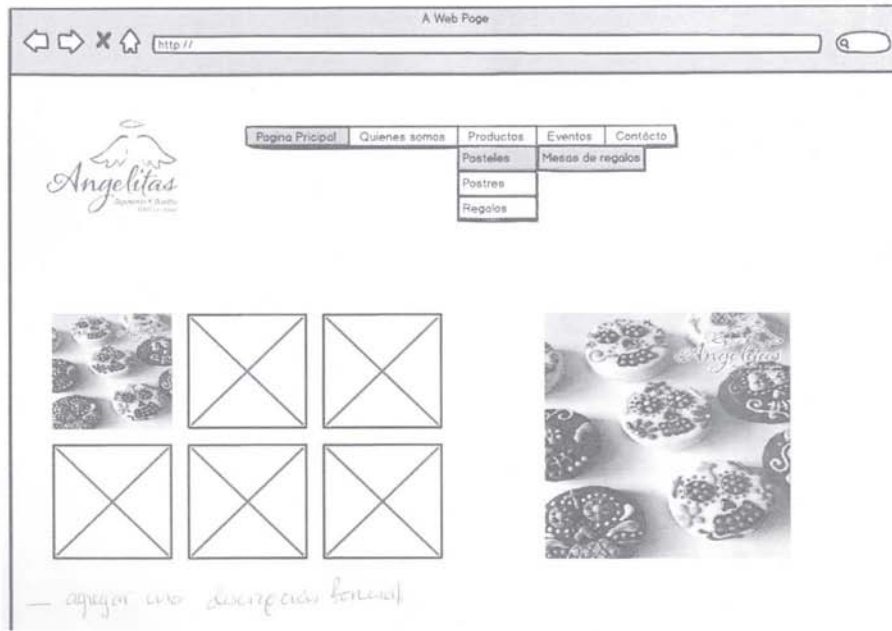 A Web Page
http://
Angelitas
Pagina Pricipal Quienes somos Productos Eventos Contácto
Pasteles Mesas de regalos
Postres
Regalos
Angelitas
— agregar una descripción